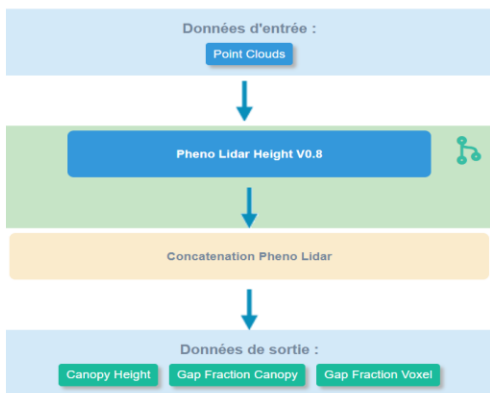 Données d'entrée :
Point Clouds
Pheno Lidar Height V0.8
Concatenation Pheno Lidar
Données de sortie :
Canopy Height Gap Fraction Canopy Gap Fraction Voxel